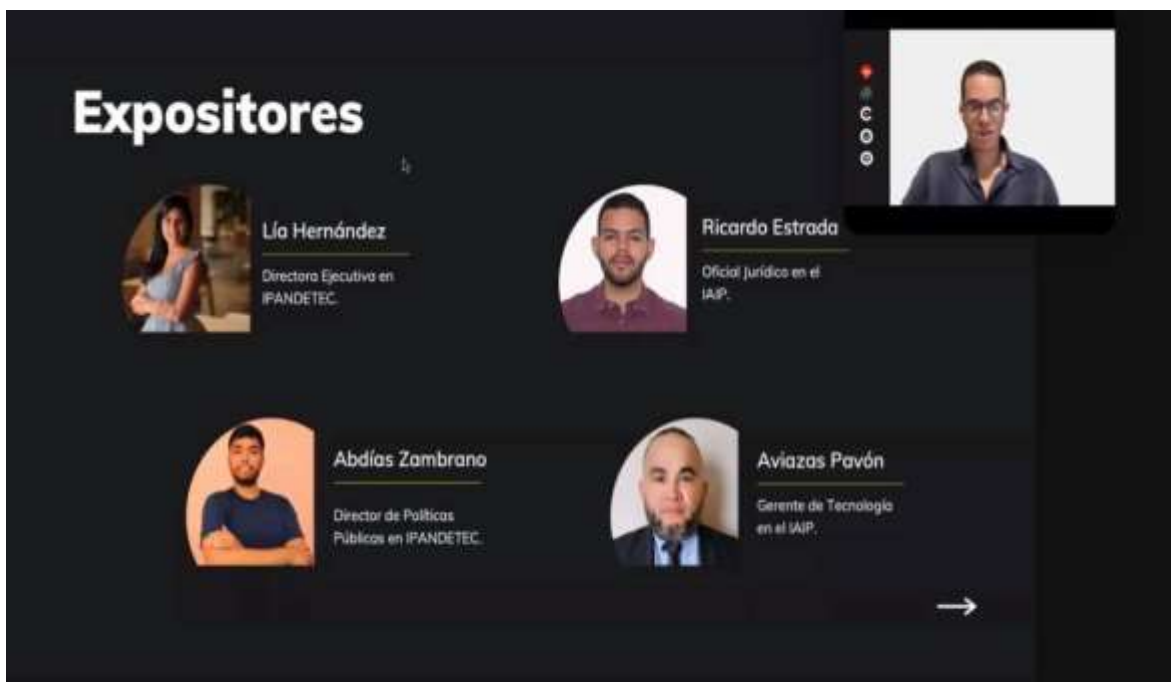 Expositores
Lía Hernández
Directora Ejecutiva en
IPANDETEC.
Ricardo Estrada
Oficial Jurídico en el
IAIP.
Abdías Zambrano
Director de Políticas
Públicas en IPANDETEC.
Aviazas Pavón
Gerente de Tecnología
en el IAIP.